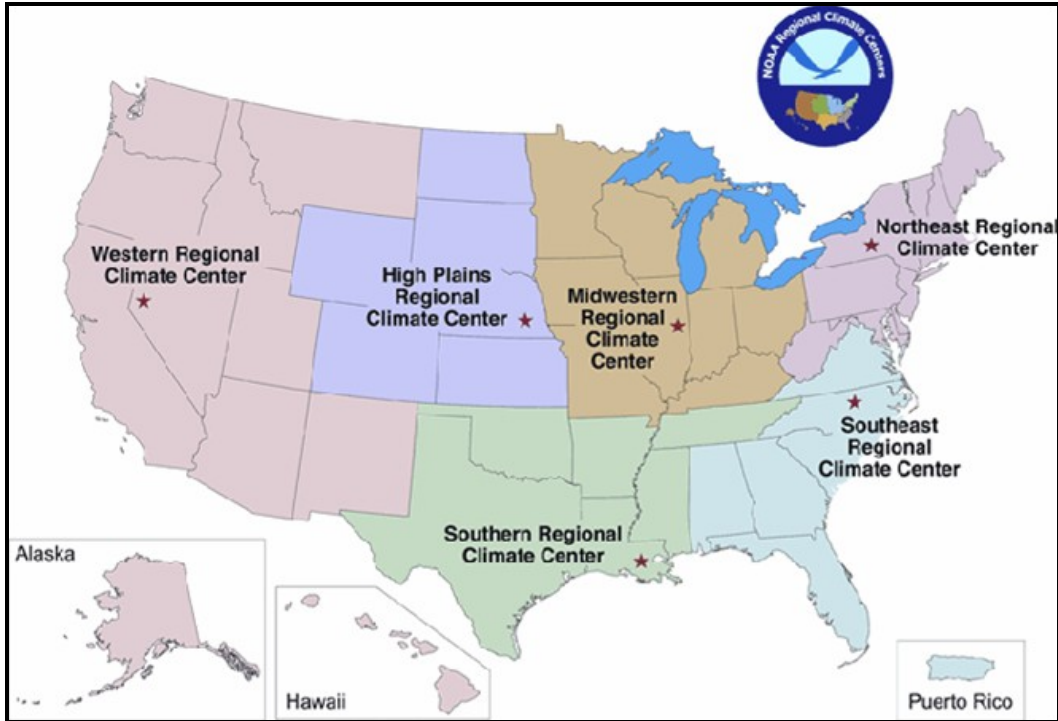 NOAA Regional Climate Centers
Western Regional
Climate Center
High Plains
Regional
Climate Center
Midwestern
Regional
Climate
Center
Northeast Regional
Climate Center
Southeast
Regional
Climate Center
Southern Regional
Climate Center
Alaska
Hawaii
Puerto Rico